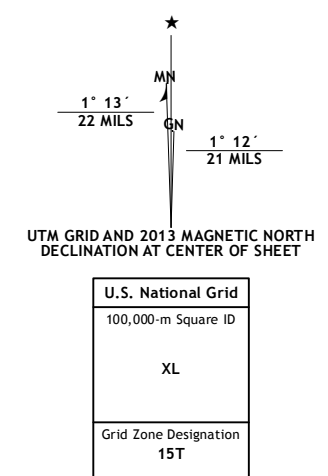 MN
1° 13´
22 MILS
GN
1° 12´
21 MILS
UTM GRID AND 2013 MAGNETIC NORTH
DECLINATION AT CENTER OF SHEET
U.S. National Grid
100,000-m Square ID
XL
Grid Zone Designation
15T